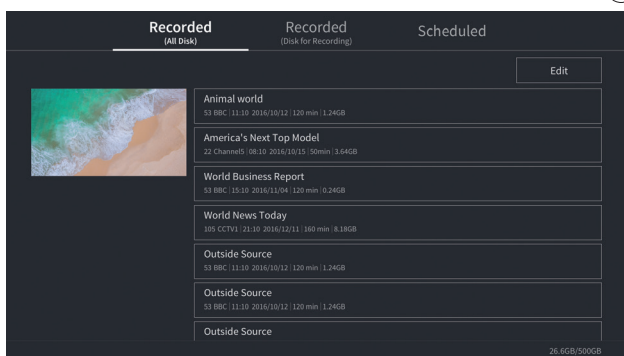 Recorded
(All Disk)
Recorded
(Disk for Recording)
Scheduled
Edit
Animal world
53 BBC | 11:10 2016/10/12 | 120 min | 1.24GB
America's Next Top Model
22 Channel5 | 08:10 2016/10/15 | 50min | 3.64GB
World Business Report
53 BBC | 15:10 2016/11/04 | 120 min | 0.24GB
World News Today
105 CCTV1 | 21:10 2016/12/11 | 160 min | 8.18GB
Outside Source
53 BBC | 11:10 2016/10/12 | 120 min | 1.24GB
Outside Source
53 BBC | 11:10 2016/10/12 | 120 min | 1.24GB
Outside Source
26.6GB/500GB